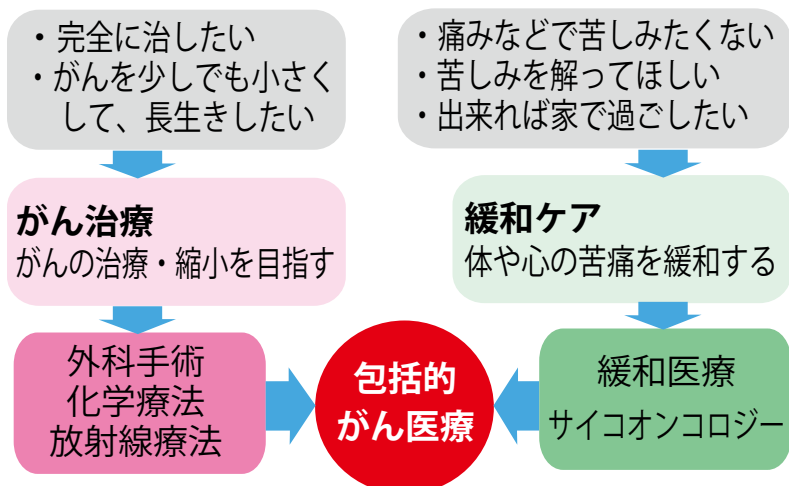 ・完全に治したい
・がんを少しでも小さく
して、長生きしたい
・痛みなどで苦しみたくない
・苦しみを解ってほしい
・出来れば家で過ごしたい
がん治療
がんの治療・縮小を目指す
緩和ケア
体や心の苦痛を緩和する
外科手術
化学療法
放射線療法
包括的
がん医療
緩和医療
サイコオンコロジー